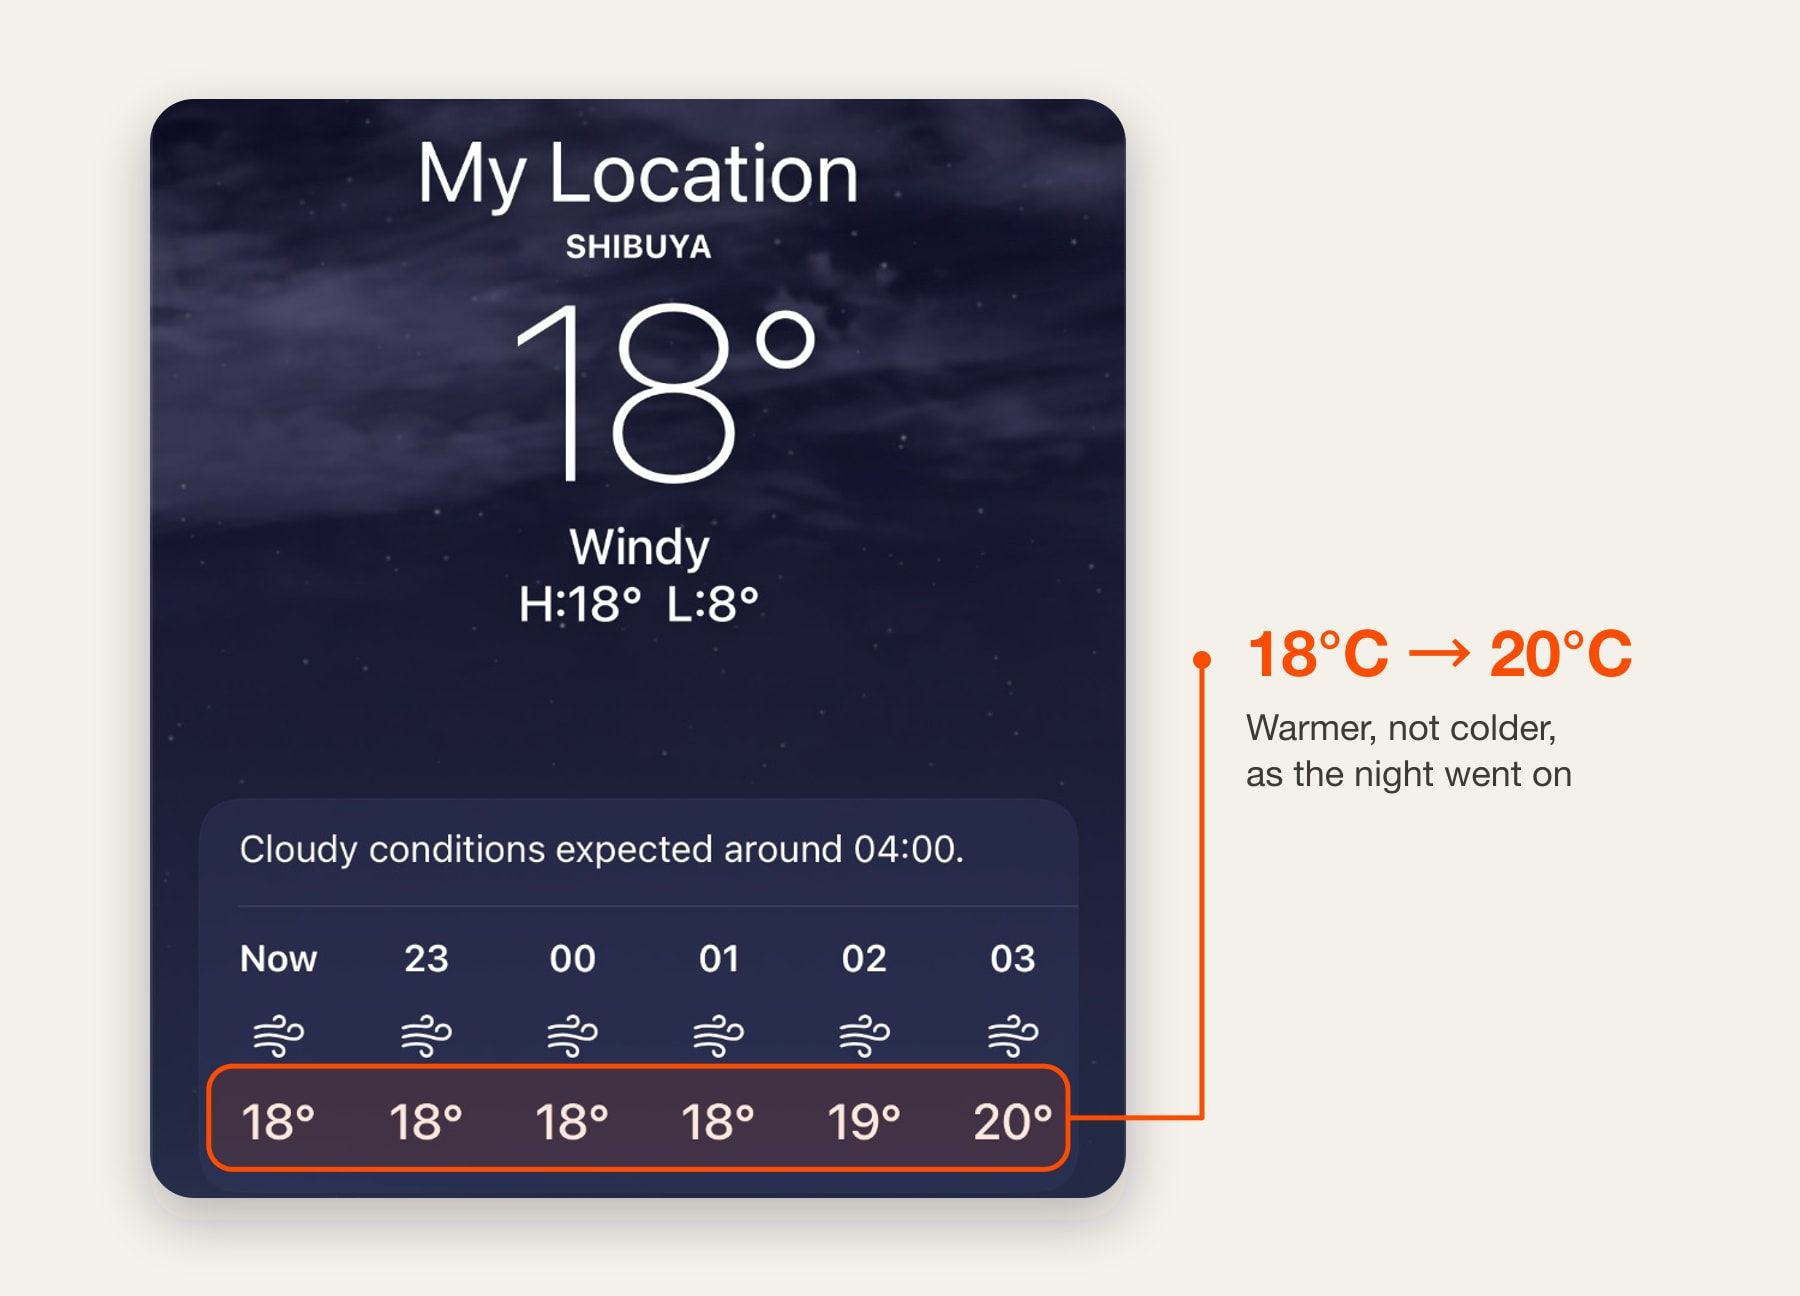 My Location
SHIBUYA
18°
Windy
H:18° L:8°
18°C → 20°C
Warmer, not colder,
as the night went on
Cloudy conditions expected around 04:00.
Now 23 00 01 02 03
18° 18° 18° 18° 19° 20°